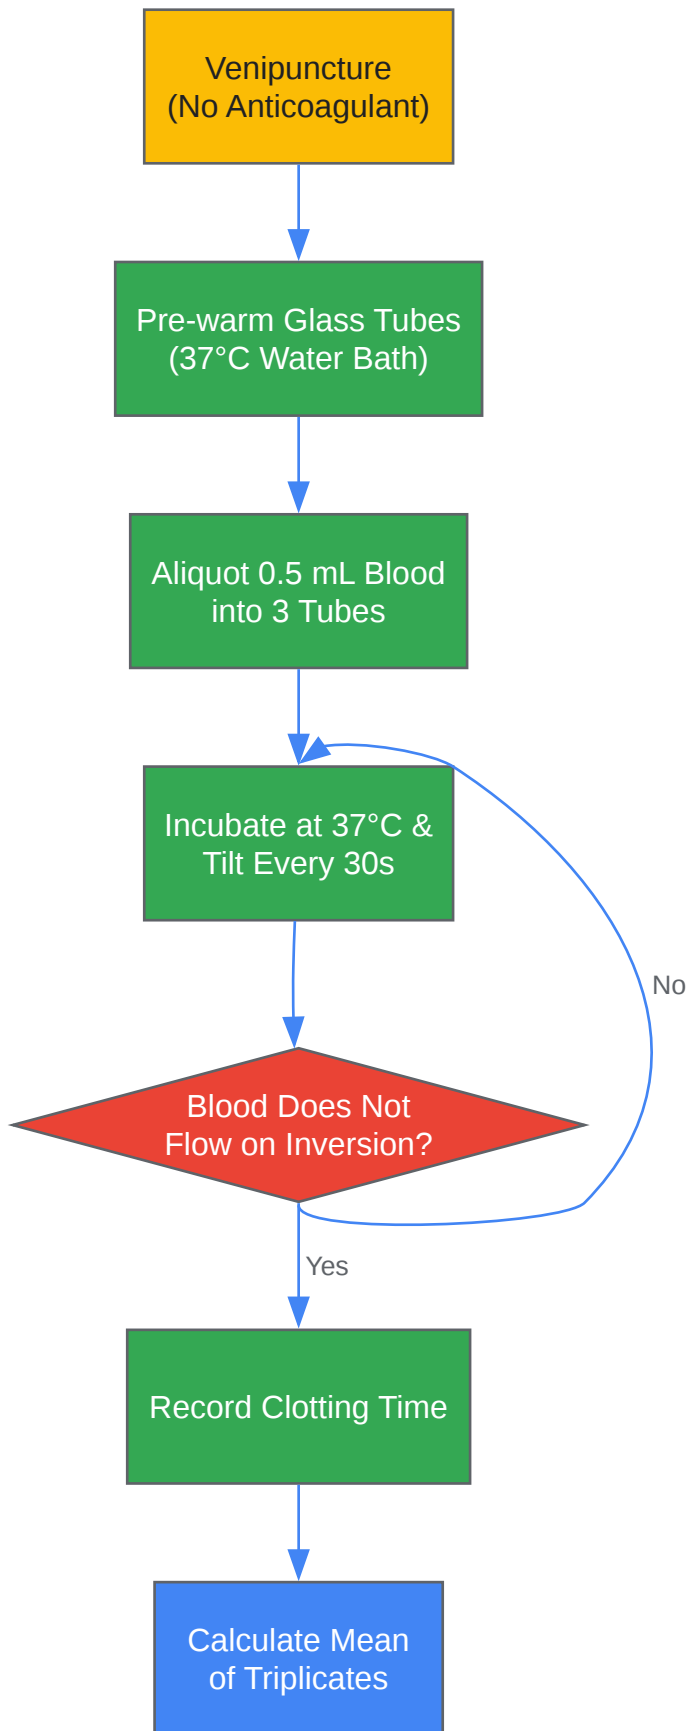 Venipuncture
(No Anticoagulant)
Pre-warm Glass Tubes
(37°C Water Bath)
Aliquot 0.5 mL Blood
into 3 Tubes
Incubate at 37°C &
Tilt Every 30s
No
Blood Does Not
Flow on Inversion?
Yes
Record Clotting Time
Calculate Mean
of Triplicates